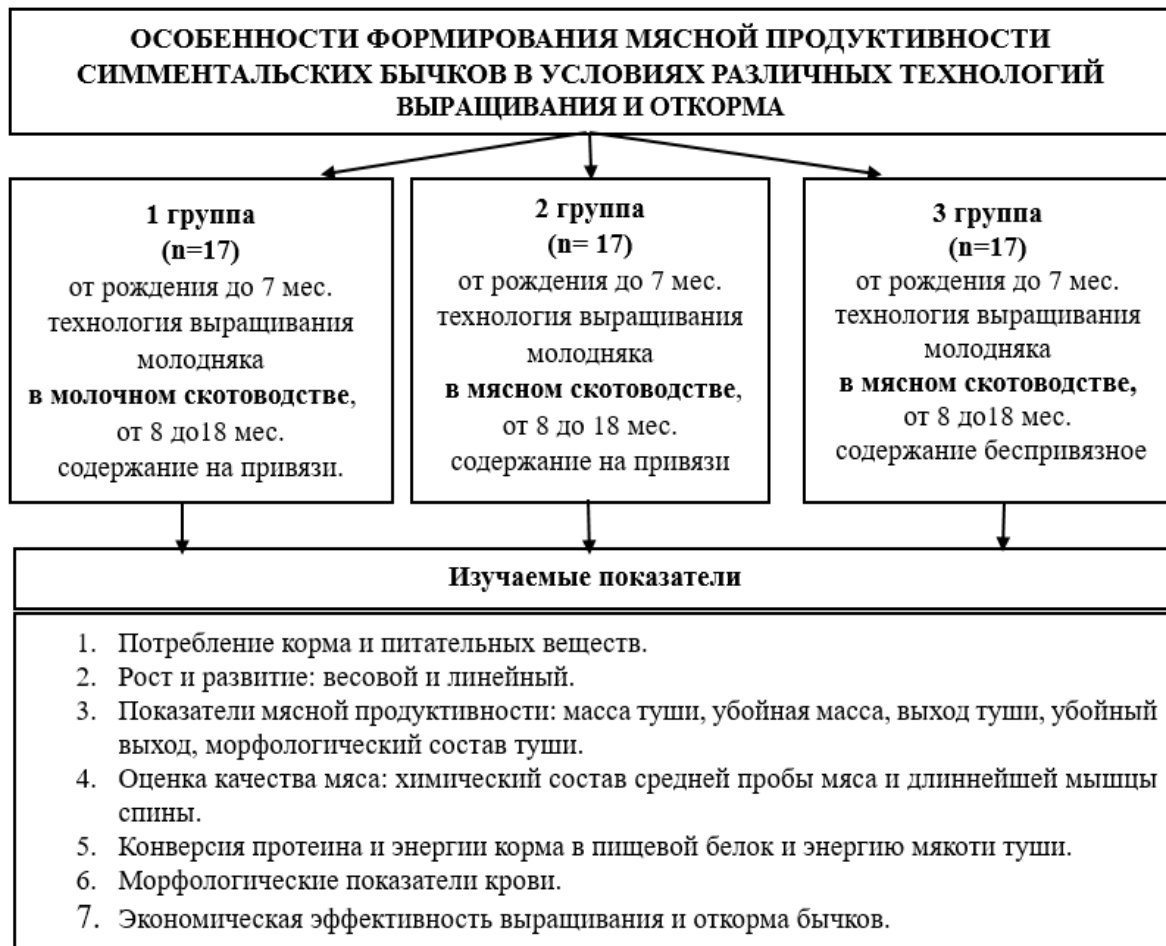 ОСОБЕННОСТИ ФОРМИРОВАНИЯ МЯСНОЙ ПРОДУКТИВНОСТИ
СИММЕНТАЛЬСКИХ БЫЧКОВ В УСЛОВИЯХ РАЗЛИЧНЫХ ТЕХНОЛОГИЙ
ВЫРАЩИВАНИЯ И ОТКОРМА
1 группа
(n=17)
от рождения до 7 мес.
технология выращивания
молодняка
в молочном скотоводстве,
от 8 до18 мес.
содержание на привязи.
2 группа
(n= 17)
от рождения до 7 мес.
технология выращивания
молодняка
в мясном скотоводстве,
от 8 до 18 мес.
содержание на привязи
3 группа
(n=17)
от рождения до 7 мес.
технология выращивания
молодняка
в мясном скотоводстве,
от 8 до18 мес.
содержание беспривязное
Изучаемые показатели
1. Потребление корма и питательных веществ.
2. Рост и развитие: весовой и линейный.
3. Показатели мясной продуктивности: масса туши, убойная масса, выход туши, убойный
выход, морфологический состав туши.
4. Оценка качества мяса: химический состав средней пробы мяса и длиннейшей мышцы
спины.
5. Конверсия протеина и энергии корма в пищевой белок и энергию мякоти туши.
6. Морфологические показатели крови.
7. Экономическая эффективность выращивания и откорма бычков.